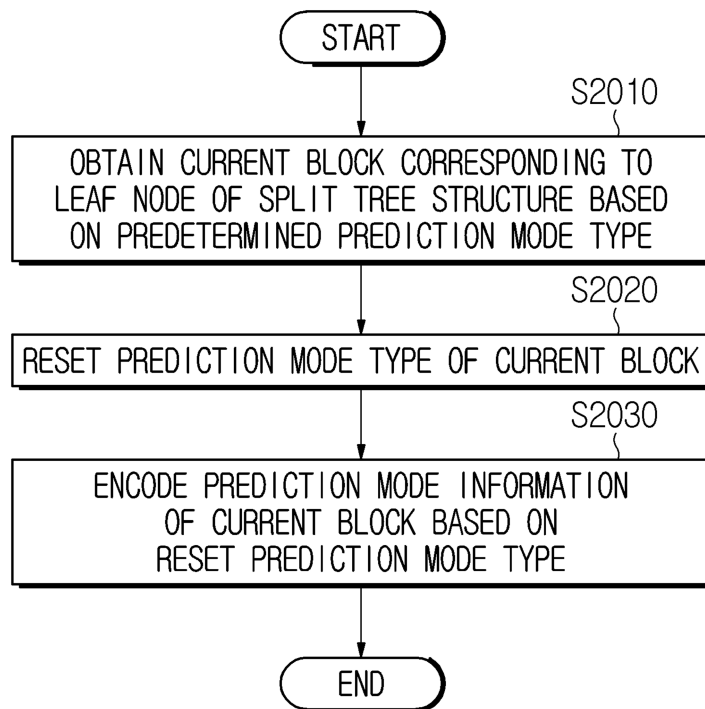 START
S2010
OBTAIN CURRENT BLOCK CORRESPONDING TO
LEAF NODE OF SPLIT TREE STRUCTURE BASED
ON PREDETERMINED PREDICTION MODE TYPE
S2020
RESET PREDICTION MODE TYPE OF CURRENT BLOCK
S2030
ENCODE PREDICTION MODE INFORMATION
OF CURRENT BLOCK BASED ON
RESET PREDICTION MODE TYPE
END